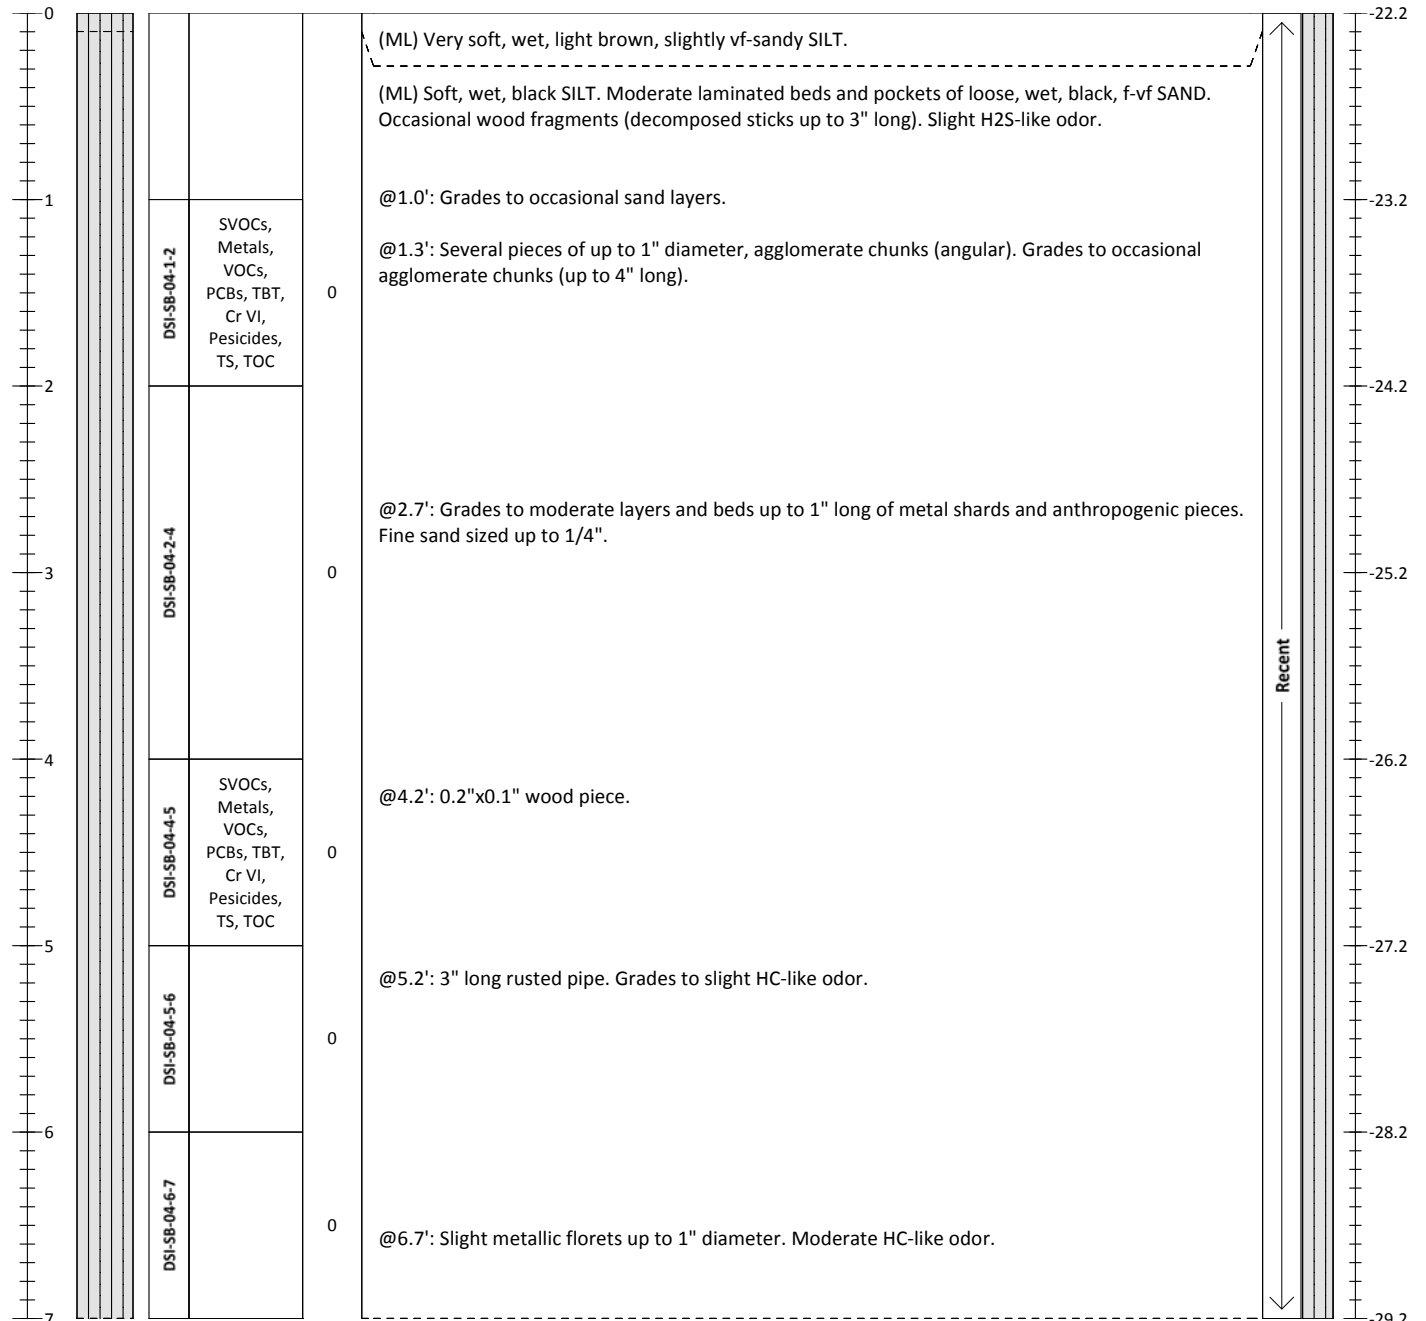 0
-22.2
(ML) Very soft, wet, light brown, slightly vf-sandy SILT.
(ML) Soft, wet, black SILT. Moderate laminated beds and pockets of loose, wet, black, f-vf SAND.
Occasional wood fragments (decomposed sticks up to 3" long). Slight H2S-like odor.
1
@1.0': Grades to occasional sand layers.
-23.2
DSI-SB-04-1-2
SVOCs,
Metals,
VOCs,
PCBs, TBT,
Cr VI,
Pesicides,
TS, TOC
0
@1.3': Several pieces of up to 1" diameter, agglomerate chunks (angular). Grades to occasional
agglomerate chunks (up to 4" long).
2
-24.2
DSI-SB-04-2-4
@2.7': Grades to moderate layers and beds up to 1" long of metal shards and anthropogenic pieces.
Fine sand sized up to 1/4".
3
0
-25.2
Recent
4
-26.2
DSI-SB-04-4-5
SVOCs,
Metals,
VOCs,
PCBs, TBT,
Cr VI,
Pesicides,
TS, TOC
0
@4.2': 0.2"x0.1" wood piece.
5
-27.2
@5.2': 3" long rusted pipe. Grades to slight HC-like odor.
DSI-SB-04-5-6
0
6
-28.2
DSI-SB-04-6-7
0
@6.7': Slight metallic florets up to 1" diameter. Moderate HC-like odor.
7
-29.2